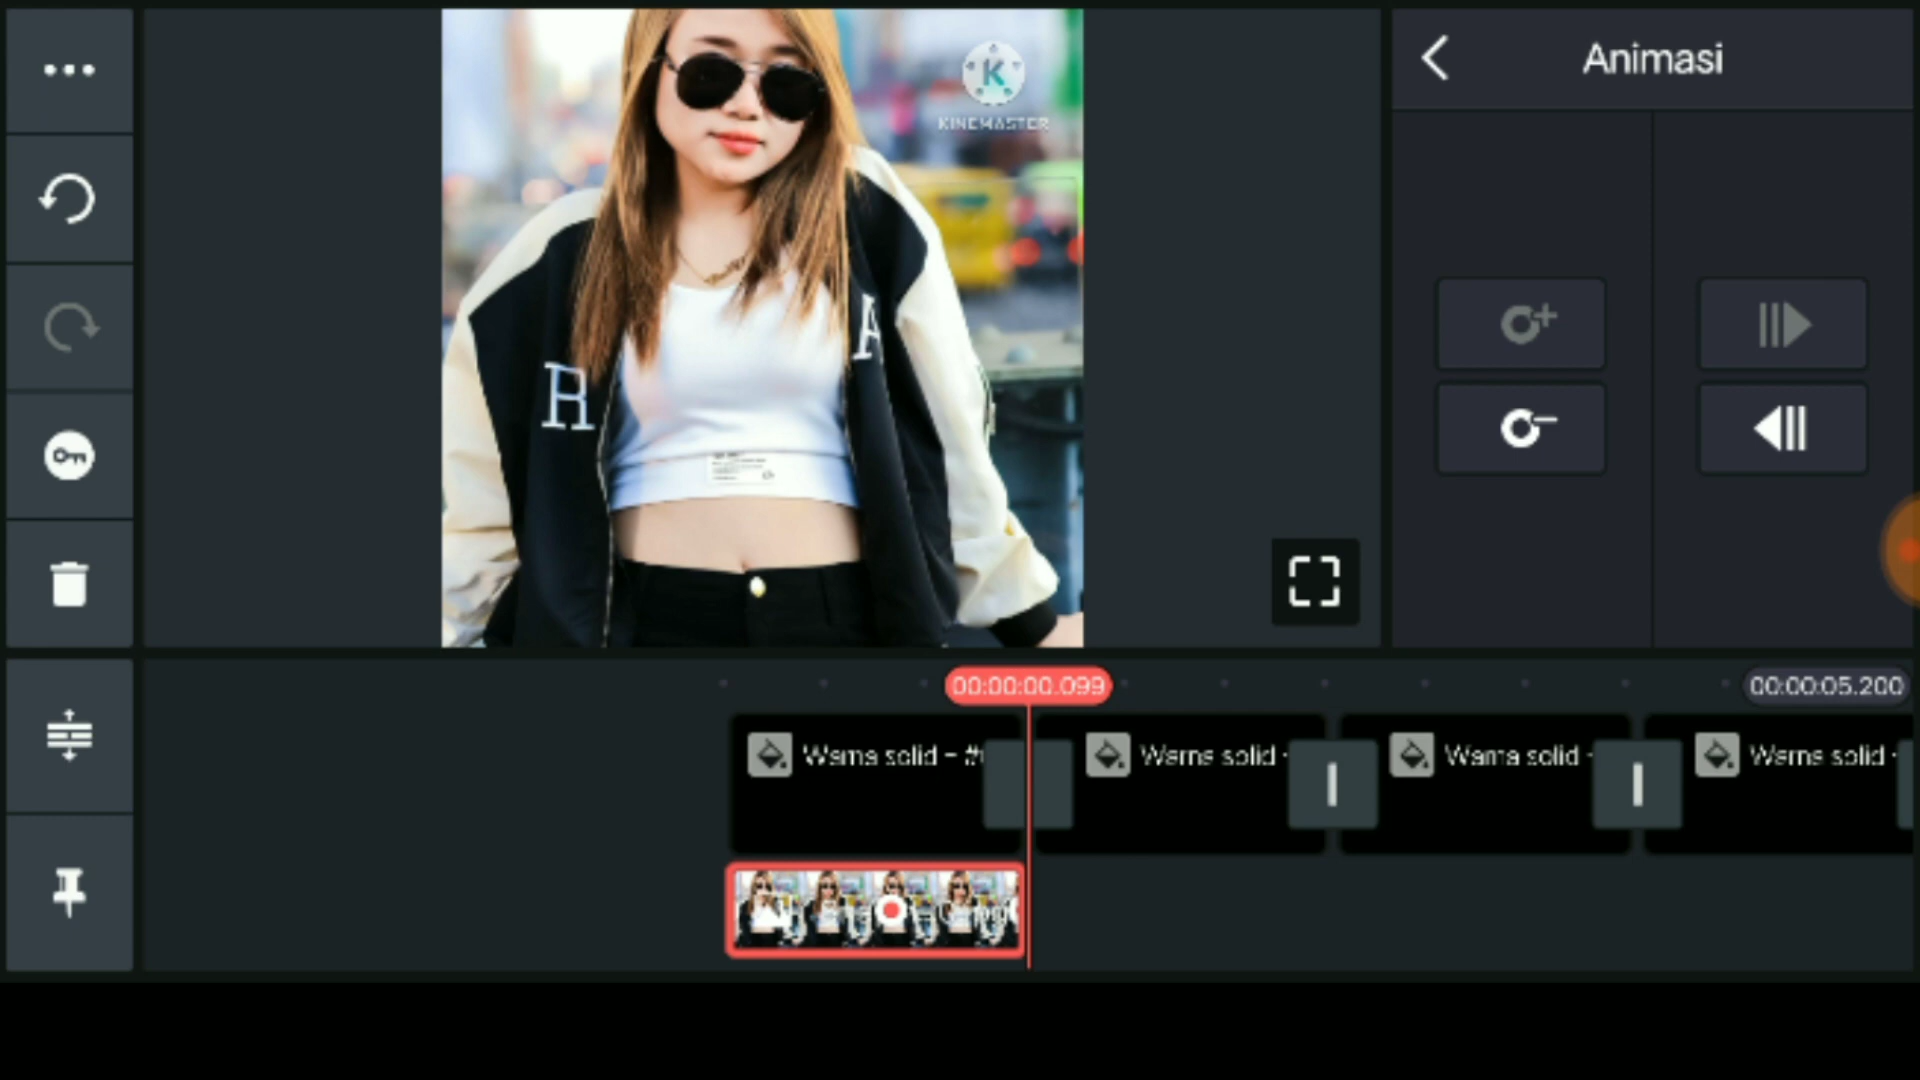 Animasi
KINEMASTER
R
A
00:00:00.099
00:00:05.200
Warna solid - #
Warna solid -
Warna solid -
Warna solid -